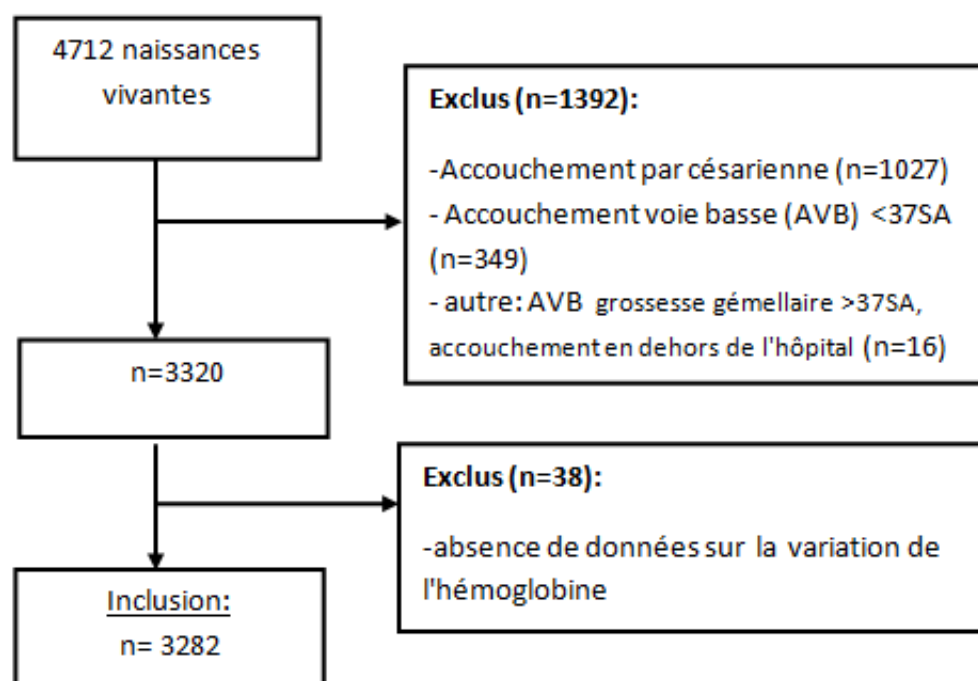 4712 naissances
vivantes
Exclus (n=1392):
-Accouchement par césarienne (n=1027)
- Accouchement voie basse (AVB) <37SA
(n=349)
- autre: AVB grossesse gémellaire >37SA,
accouchement en dehors de l'hôpital (n=16)
n=3320
Exclus (n=38):
-absence de données sur la variation de
l'hémoglobine
Inclusion:
n= 3282